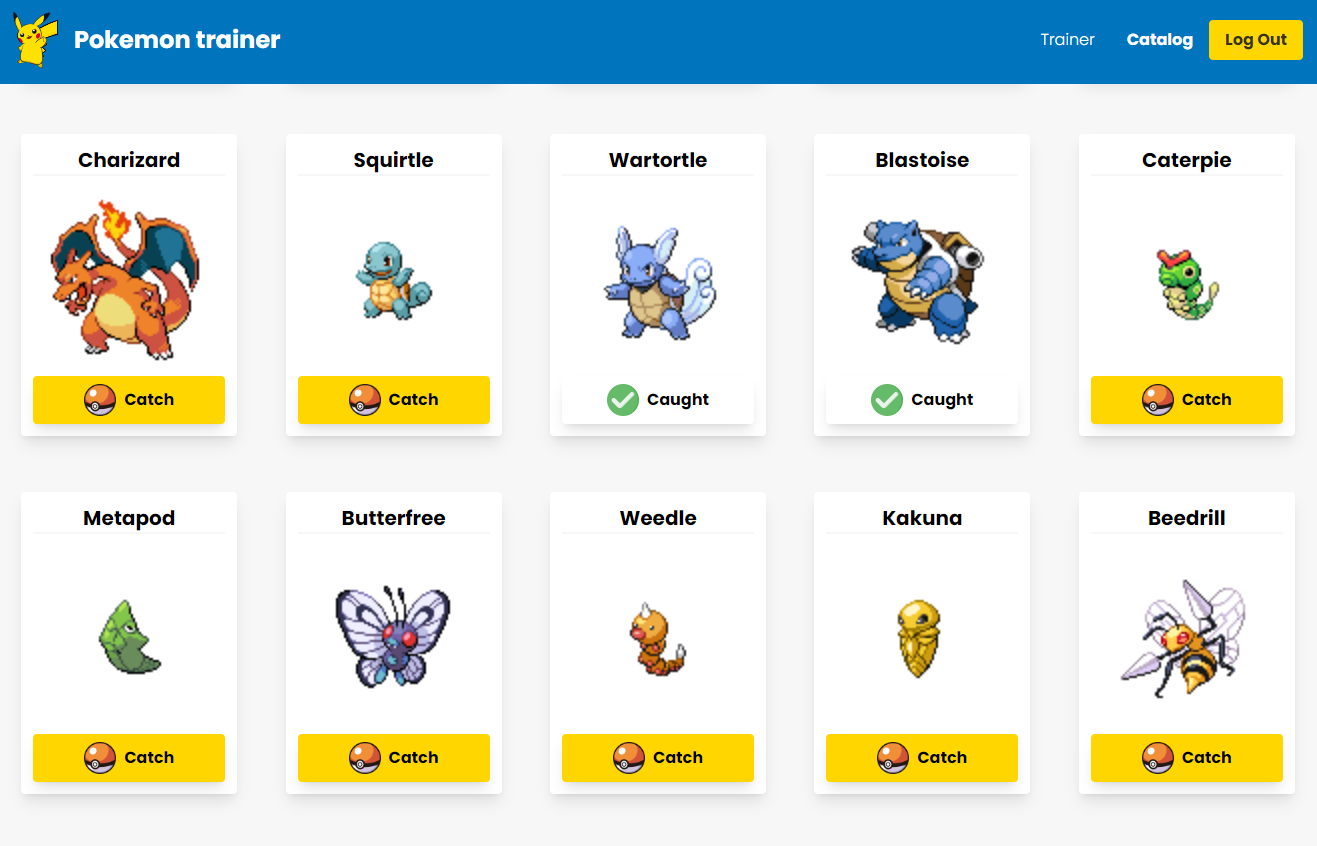 Pokemon trainer
Trainer
Catalog
Log Out
Charizard
Squirtle
Wartortle
Blastoise
Caterpie
Catch
Catch
Caught
Caught
Catch
Metapod
Butterfree
Weedle
Kakuna
Beedrill
Catch
Catch
Catch
Catch
Catch